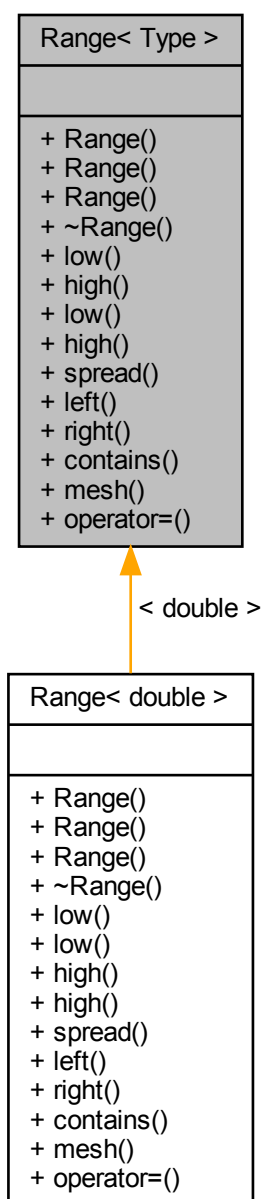 Range< Type >
+ Range()
+ Range()
+ Range()
+ ~Range()
+ low()
+ high()
+ low()
+ high()
+ spread()
+ left()
+ right()
+ contains()
+ mesh()
+ operator=()
< double >
Range< double >
+ Range()
+ Range()
+ Range()
+ ~Range()
+ low()
+ low()
+ high()
+ high()
+ spread()
+ left()
+ right()
+ contains()
+ mesh()
+ operator=()